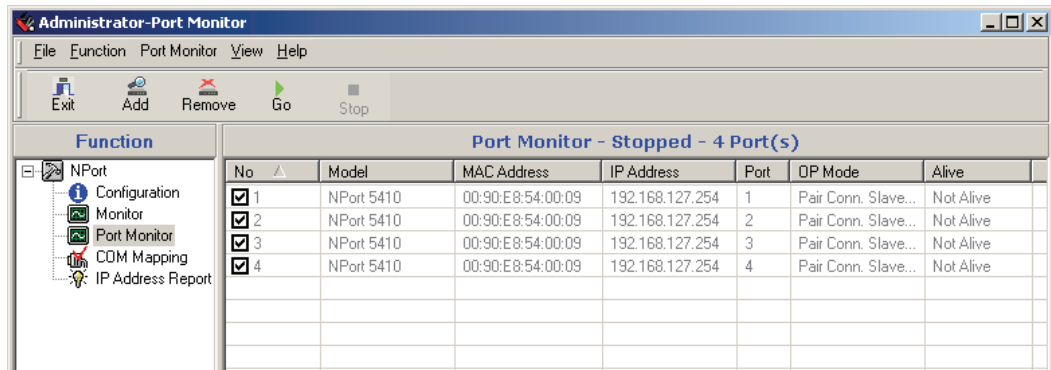 Administrator-Port Monitor
File Function Port Monitor View Help
Exit Add Remove Go Stop
Function
Port Monitor - Stopped - 4 Port(s)
NPort
Configuration
Monitor
Port Monitor
COM Mapping
IP Address Report
No Model MAC Address IP Address Port OP Mode Alive
1 NPort 5410 00:90:E8:54:00:09 192.168.127.254 1 Pair Conn. Slave... Not Alive
2 NPort 5410 00:90:E8:54:00:09 192.168.127.254 2 Pair Conn. Slave... Not Alive
3 NPort 5410 00:90:E8:54:00:09 192.168.127.254 3 Pair Conn. Slave... Not Alive
4 NPort 5410 00:90:E8:54:00:09 192.168.127.254 4 Pair Conn. Slave... Not Alive